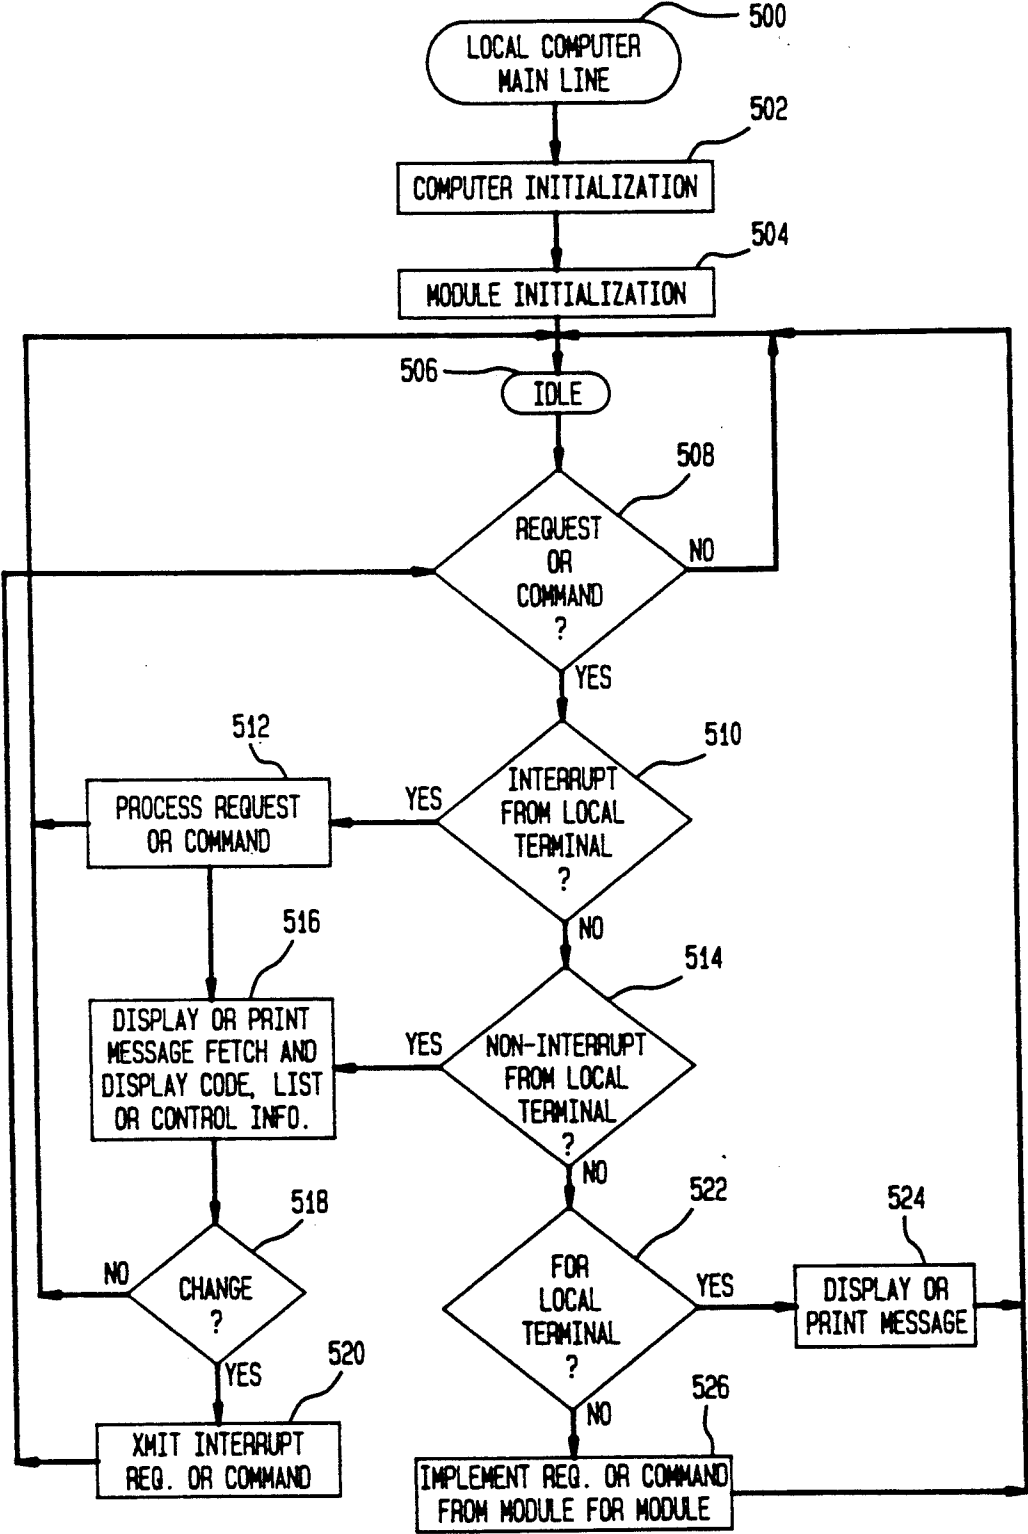 500
LOCAL COMPUTER
MAIN LINE
502
COMPUTER INITIALIZATION
504
MODULE INITIALIZATION
506
IDLE
508
REQUEST
OR
COMMAND
?
NO
YES
512
510
PROCESS REQUEST
OR COMMAND
YES
INTERRUPT
FROM LOCAL
TERMINAL
?
NO
516
514
DISPLAY OR PRINT
MESSAGE FETCH AND
DISPLAY CODE, LIST
OR CONTROL INFO.
YES
NON-INTERRUPT
FROM LOCAL
TERMINAL
?
NO
518
522
524
NO
CHANGE
?
YES
FOR
LOCAL
TERMINAL
?
YES
DISPLAY OR
PRINT MESSAGE
520
XMIT INTERRUPT
REQ. OR COMMAND
NO
526
IMPLEMENT REQ. OR COMMAND
FROM MODULE FOR MODULE